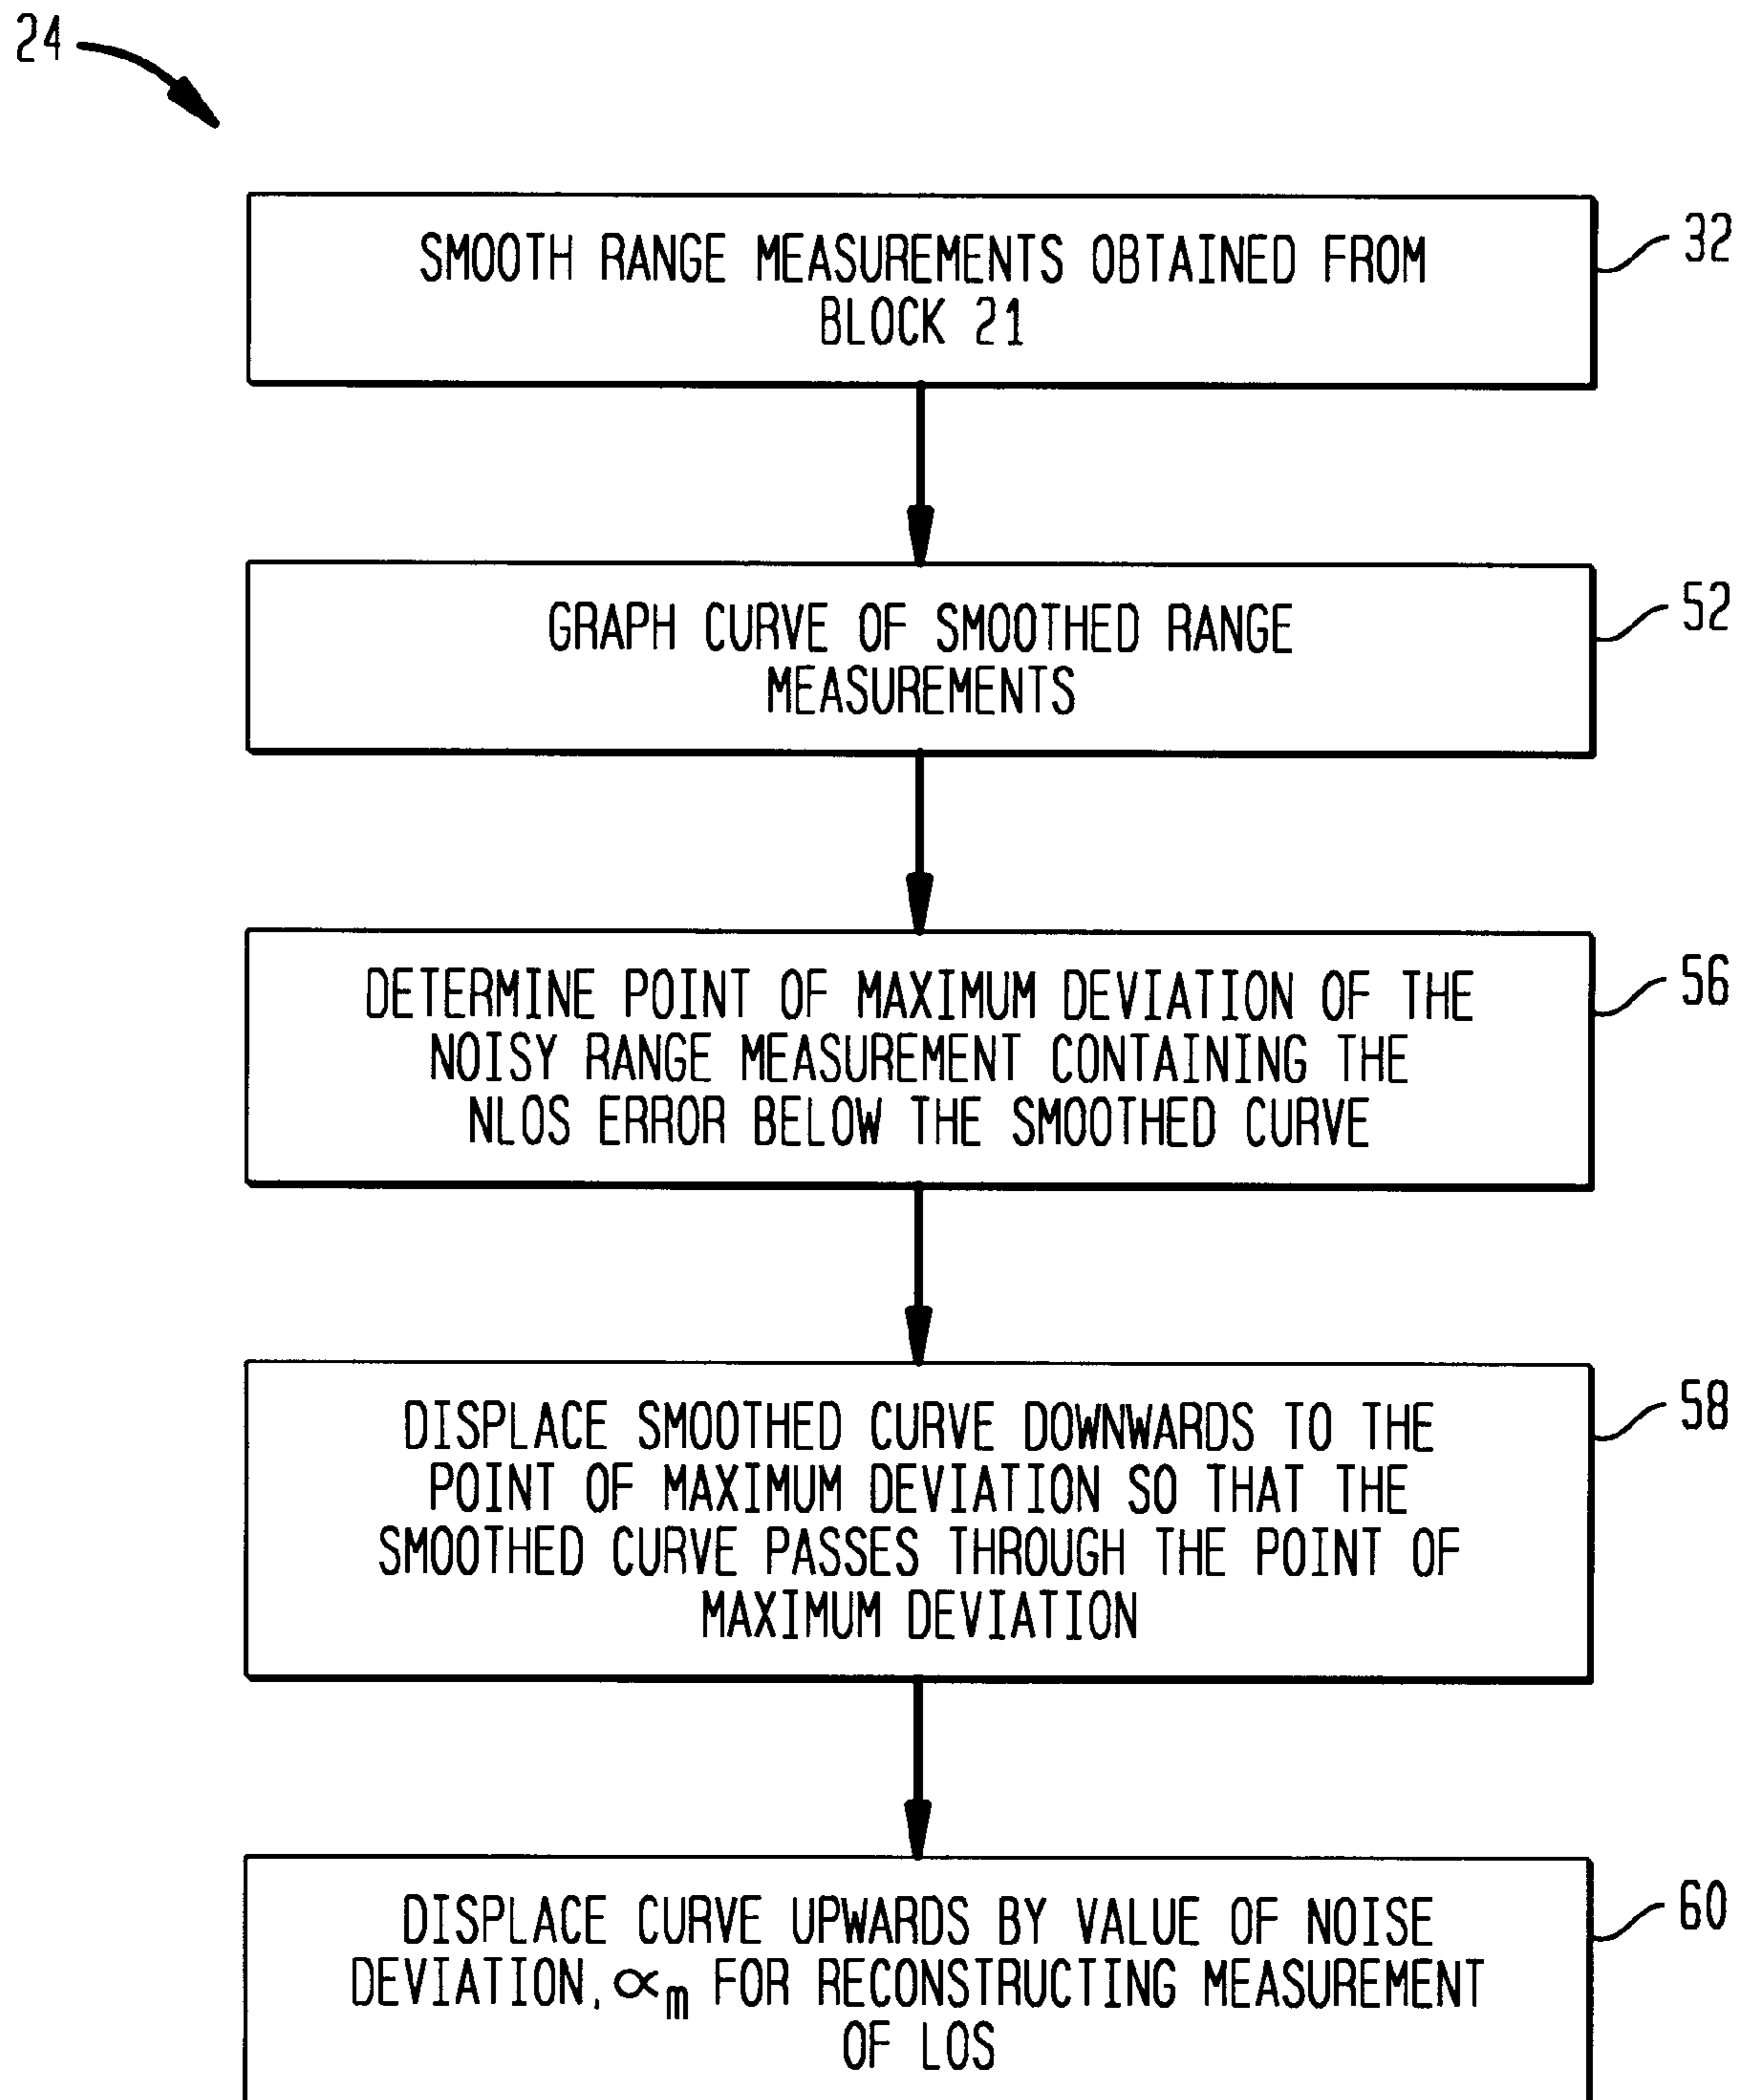 24
SMOOTH RANGE MEASUREMENTS OBTAINED FROM
BLOCK 21
32
GRAPH CURVE OF SMOOTHED RANGE
MEASUREMENTS
52
DETERMINE POINT OF MAXIMUM DEVIATION OF THE
NOISY RANGE MEASUREMENT CONTAINING THE
NLOS ERROR BELOW THE SMOOTHED CURVE
56
DISPLACE SMOOTHED CURVE DOWNWARDS TO THE
POINT OF MAXIMUM DEVIATION SO THAT THE
SMOOTHED CURVE PASSES THROUGH THE POINT OF
MAXIMUM DEVIATION
58
DISPLACE CURVE UPWARDS BY VALUE OF NOISE
DEVIATION, ∝m FOR RECONSTRUCTING MEASUREMENT
OF LOS
60